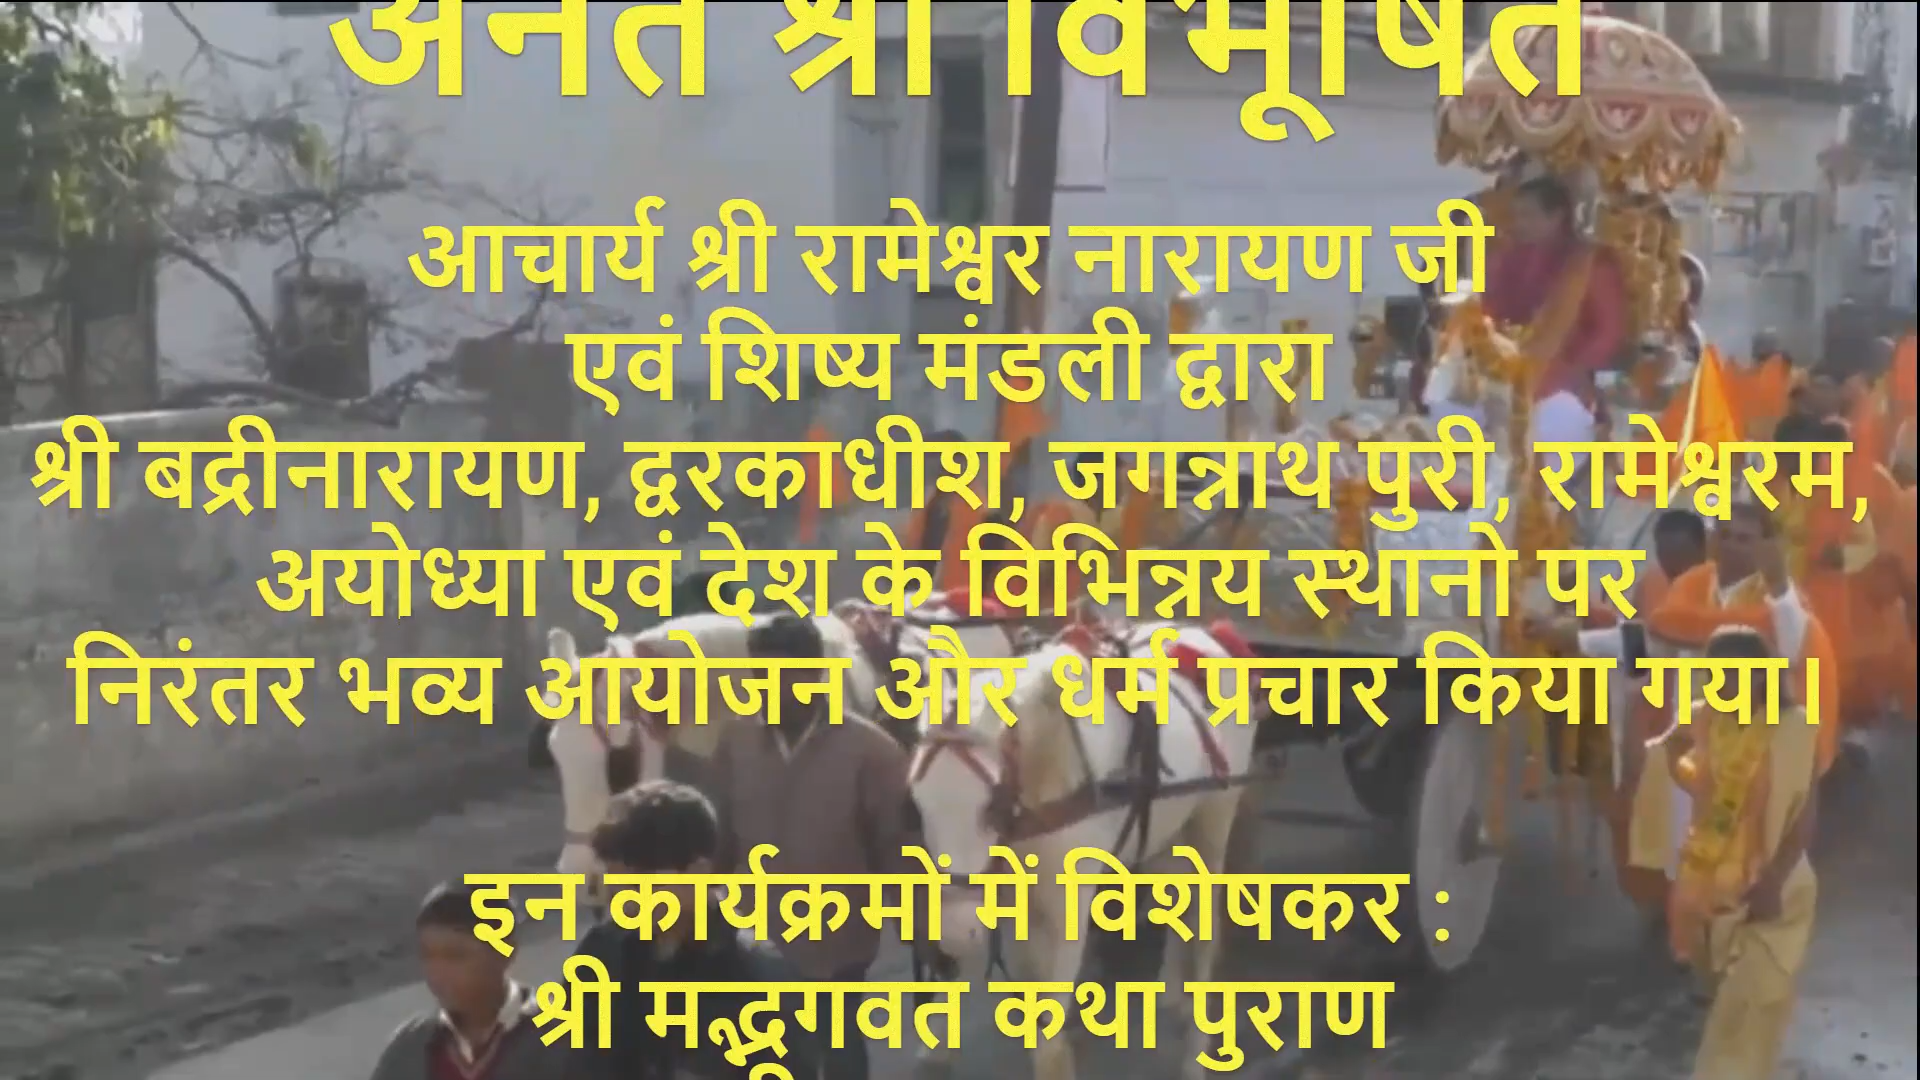 अनंत श्री विभूषित
आचार्य श्री रामेश्वर नारायण जी
एवं शिष्य मंडली द्वारा
श्री बद्रीनारायण, द्वरकाधीश, जगन्नाथ पुरी, रामेश्वरम,
अयोध्या एवं देश के विभिन्नय स्थानो पर
निरंतर भव्य आयोजन और धर्म प्रचार किया गया।
इन कार्यक्रमों में विशेषकर :
श्री मद्भगवत कथा पुराण